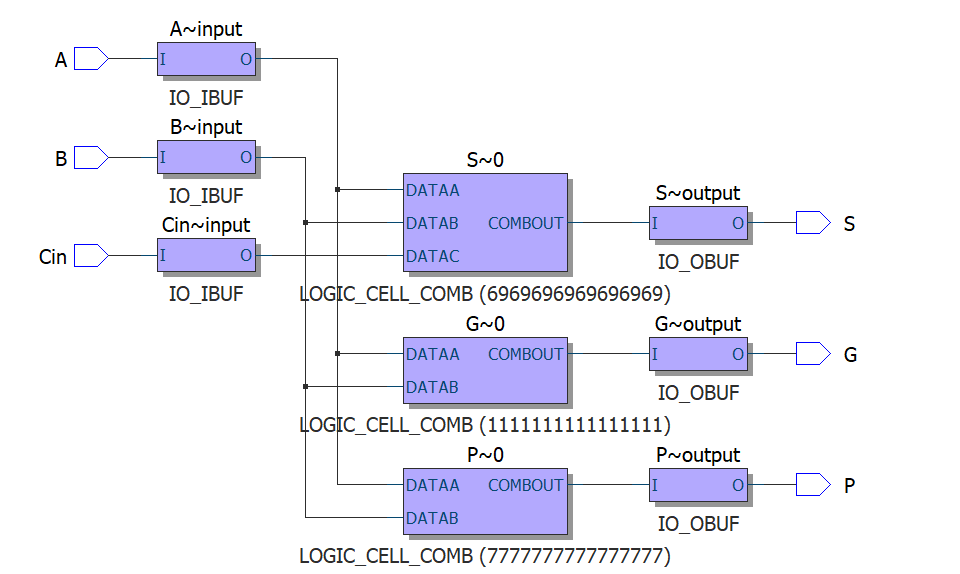 A~input
A
I
O
IO_IBUF
B~input
B
I
O
IO_IBUF
Cin~input
Cin
I
O
IO_IBUF
S~0
DATAA
DATAB
COMBOUT
DATAC
LOGIC_CELL_COMB (6969696969696969)
S~output
I
O
S
IO_OBUF
G~0
DATAA
COMBOUT
DATAB
LOGIC_CELL_COMB (1111111111111111)
G~output
I
O
G
IO_OBUF
P~0
DATAA
COMBOUT
DATAB
LOGIC_CELL_COMB (7777777777777777)
P~output
I
O
P
IO_OBUF